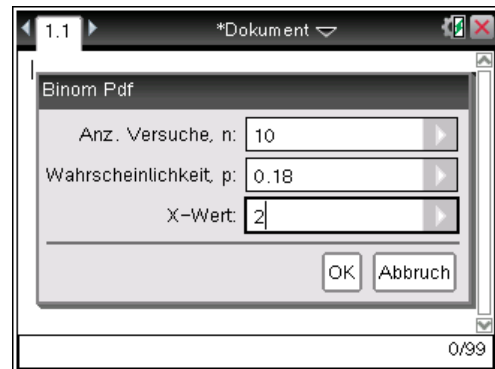 1.1 *Dokument
Binom Pdf
Anz. Versuche, n: 10
Wahrscheinlichkeit, p: 0.18
X-Wert: 2
OK Abbruch
0/99